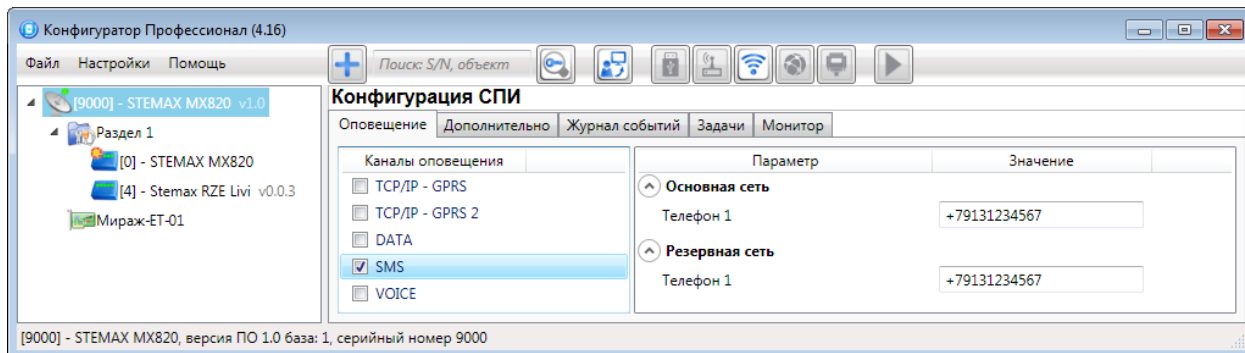 Конфигуратор Профессионал (4.16)
Файл Настройки Помощь
Поиск: S/N, объект
[9000] - STEMAX MX820 v1.0
Раздел 1
[0] - STEMAX MX820
[4] - Stemax RZE Livi v0.0.3
Мираж-ET-01
Конфигурация СПИ
Оповещение Дополнительно Журнал событий Задачи Монитор
Каналы оповещения
TCP/IP - GPRS
TCP/IP - GPRS 2
DATA
SMS
VOICE
Параметр Значение
Основная сеть
Телефон 1 +79131234567
Резервная сеть
Телефон 1 +79131234567
[9000] - STEMAX MX820, версия ПО 1.0 база: 1, серийный номер 9000